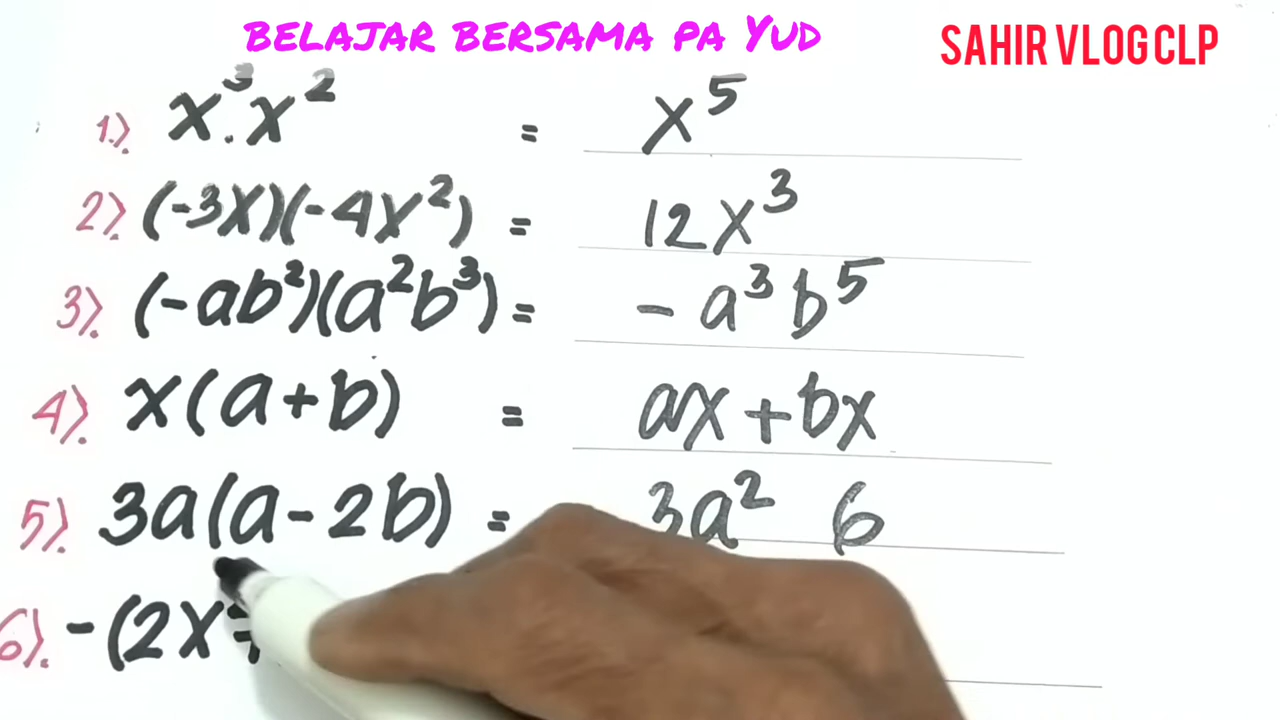 BELAJAR BERSAMA PA YUD
SAHIR VLOG CLP
1.) x³.x² = x⁵
2). (-3x)(-4x²) = 12x³
3). (-ab²)(a²b³) = -a³b⁵
4). x(a+b) = ax+bx
5). 3a(a-2b) = 3a² 6
6). -(2x